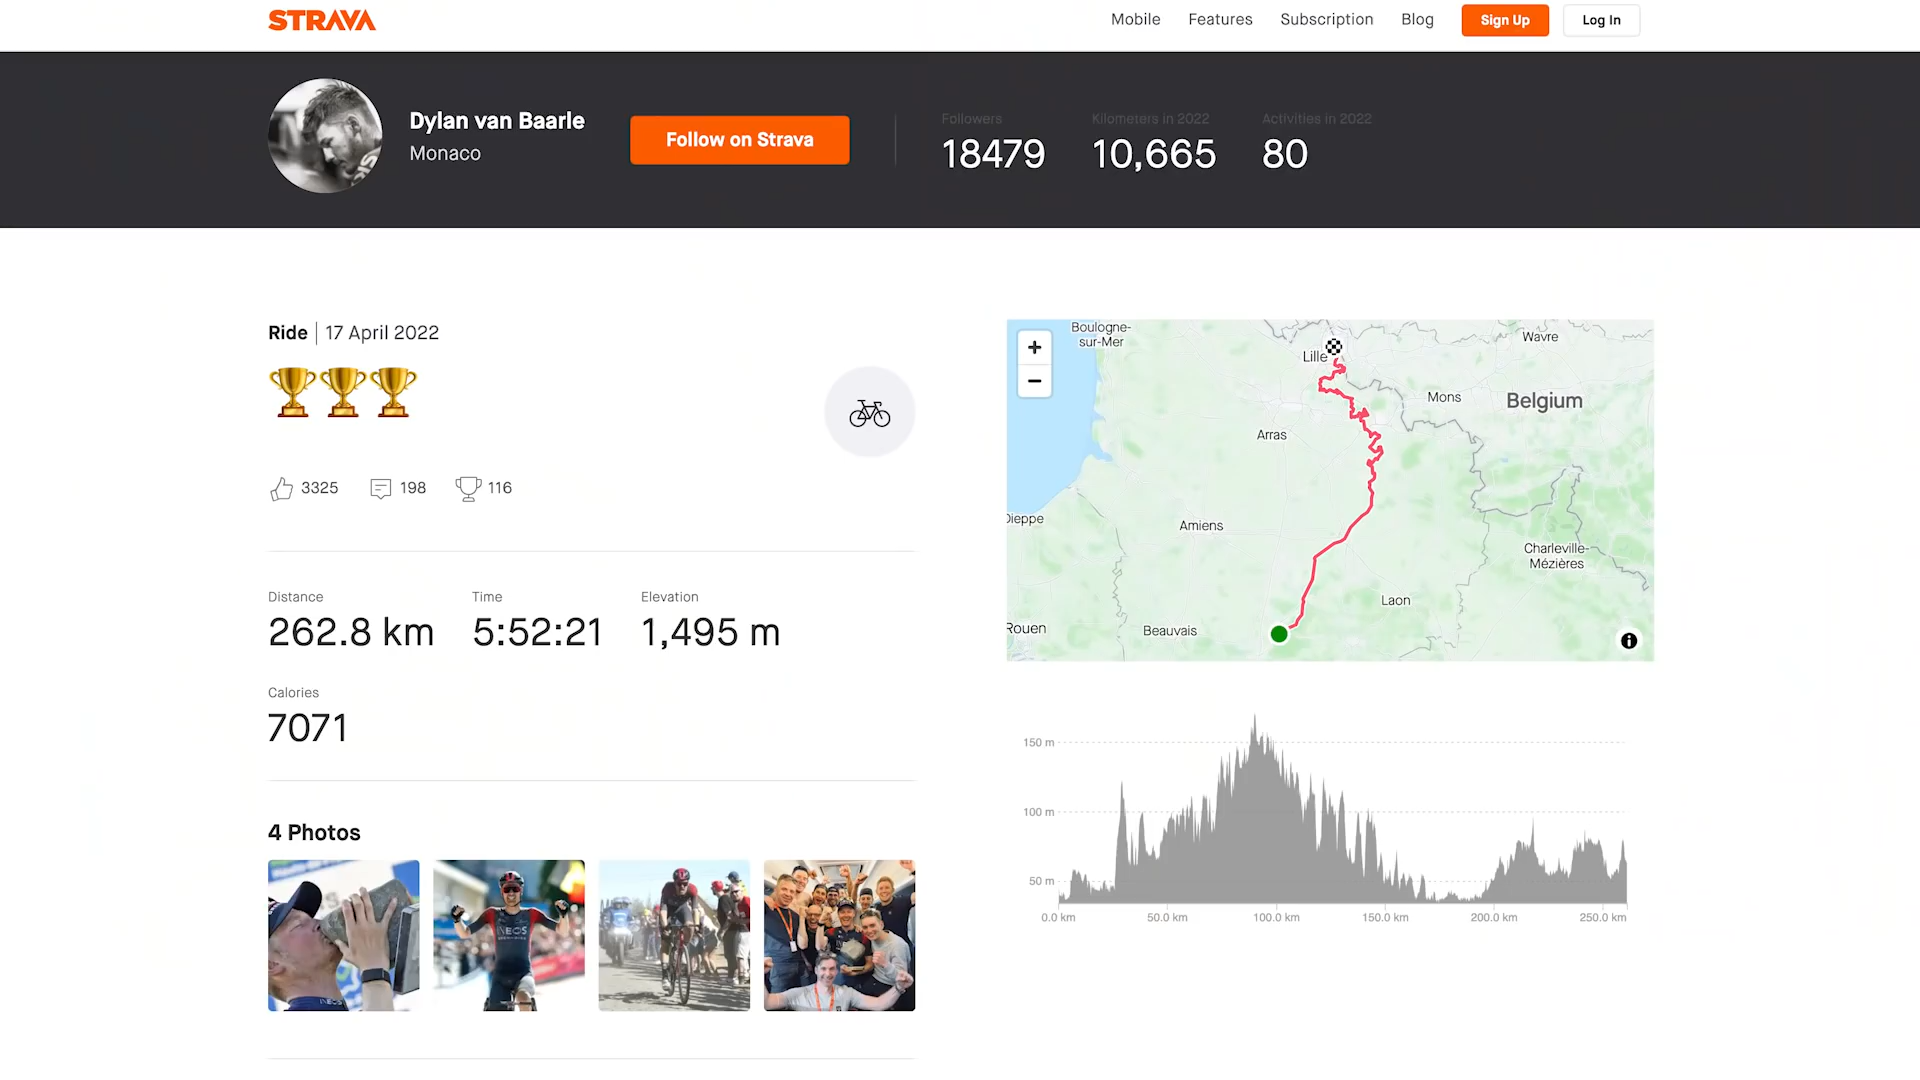 STRAVA
Mobile Features Subscription Blog Sign Up Log In
Dylan van Baarle
Monaco
Follow on Strava
Followers Kilometers in 2022 Activities in 2022
18479 10,665 80
Ride | 17 April 2022
3325 198 116
Distance Time Elevation
262.8 km 5:52:21 1,495 m
Calories
7071
4 Photos
INEOS
INEOS
+
−
Boulogne-
sur-Mer
Lille
Wavre
Mons
Belgium
Arras
Dieppe
Amiens
Charleville-
Mézières
Laon
Rouen
Beauvais
150 m
100 m
50 m
0.0 km 50.0 km 100.0 km 150.0 km 200.0 km 250.0 km